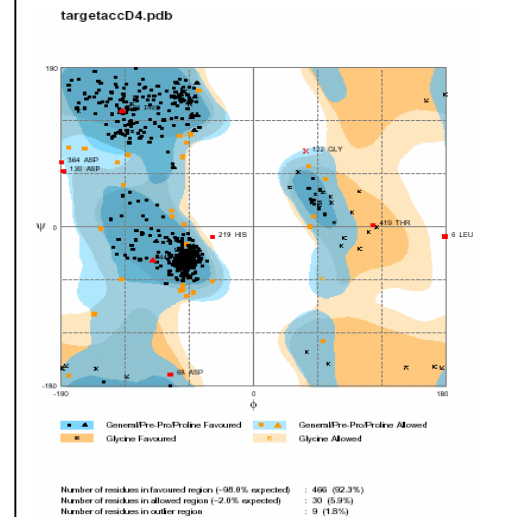 targetaccD4.pdb
180
122 GLY
364 ASP
130 ASP
419 THR
219 HIS
6 LEU
ψ 0
98 ASP
-180
-180 0 180
ϕ
General/Pre-Pro/Proline Favoured General/Pre-Pro/Proline Allowed
Glycine Favoured Glycine Allowed
Number of residues in favoured region (~98.0% expected) : 466 (92.3%)
Number of residues in allowed region (~2.0% expected) : 30 (5.9%)
Number of residues in outlier region : 9 (1.8%)